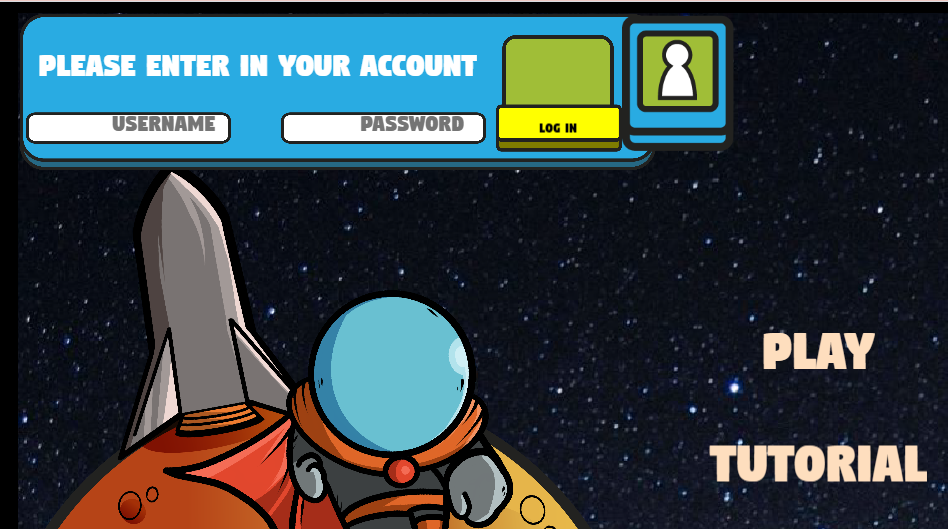 PLEASE ENTER IN YOUR ACCOUNT
USERNAME
PASSWORD
LOG IN
PLAY
TUTORIAL